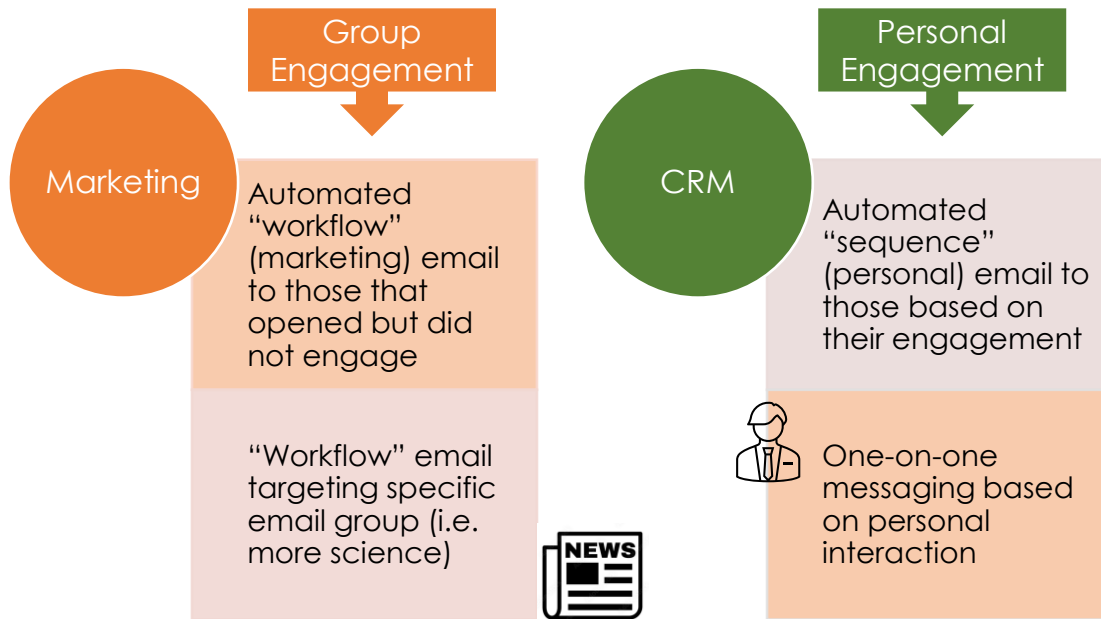 Group
Engagement
Marketing
Automated
“workflow”
(marketing) email
to those that
opened but did
not engage
“Workflow” email
targeting specific
email group (i.e.
more science)
NEWS
Personal
Engagement
CRM
Automated
“sequence”
(personal) email to
those based on
their engagement
One-on-one
messaging based
on personal
interaction